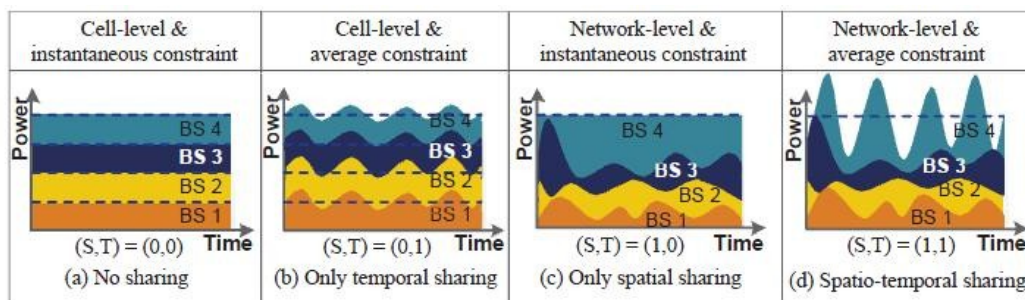 Cell-level &
instantaneous constraint
Cell-level &
average constraint
Network-level &
instantaneous constraint
Network-level &
average constraint
Power
BS 4
BS 3
BS 2
BS 1
Time
(S,T) = (0,0)
(a) No sharing
Power
BS 4
BS 3
BS 2
BS 1
Time
(S,T) = (0,1)
(b) Only temporal sharing
Power
BS 4
BS 3
BS 2
BS 1
Time
(S,T) = (1,0)
(c) Only spatial sharing
Power
BS 4
BS 3
BS 2
BS 1
Time
(S,T) = (1,1)
(d) Spatio-temporal sharing